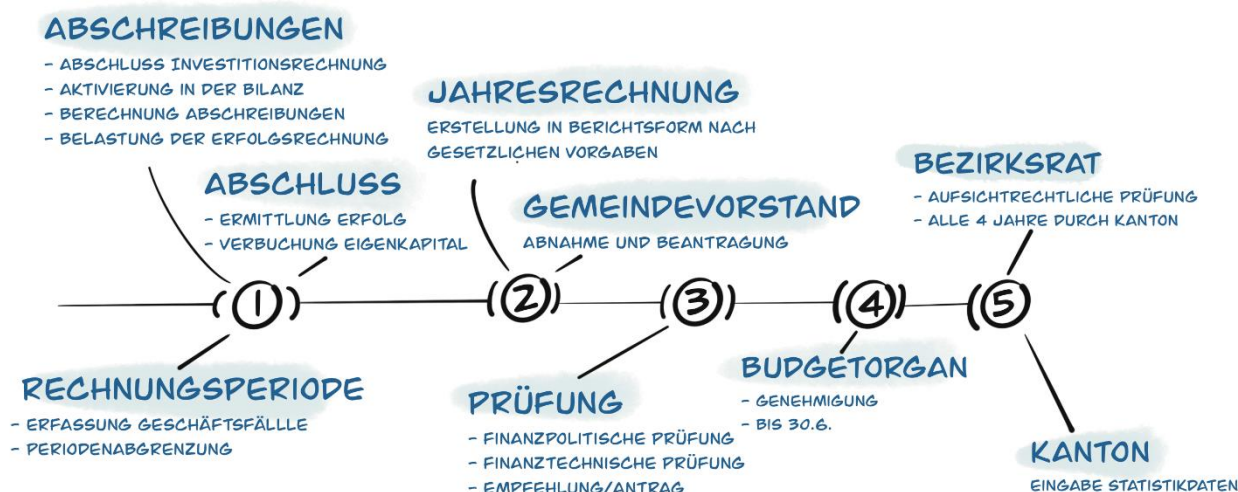 ABSCHREIBUNGEN
- ABSCHLUSS INVESTITIONSRECHNUNG
- AKTIVIERUNG IN DER BILANZ
- BERECHNUNG ABSCHREIBUNGEN
- BELASTUNG DER ERFOLGSRECHNUNG
ABSCHLUSS
- ERMITTLUNG ERFOLG
- VERBUCHUNG EIGENKAPITAL
JAHRESRECHNUNG
ERSTELLUNG IN BERICHTSFORM NACH
GESETZLICHEN VORGABEN
GEMEINDEVORSTAND
ABNAHME UND BEANTRAGUNG
BEZIRKSRAT
- AUFSICHTRECHTLICHE PRÜFUNG
- ALLE 4 JAHRE DURCH KANTON
1
2
3
4
5
RECHNUNGSPERIODE
- ERFASSUNG GESCHÄFTSFÄLLLE
- PERIODENABGRENZUNG
PRÜFUNG
- FINANZPOLITISCHE PRÜFUNG
- FINANZTECHNISCHE PRÜFUNG
- EMPFEHLUNG/ANTRAG
BUDGETORGAN
- GENEHMIGUNG
- BIS 30.6.
KANTON
EINGABE STATISTIKDATEN